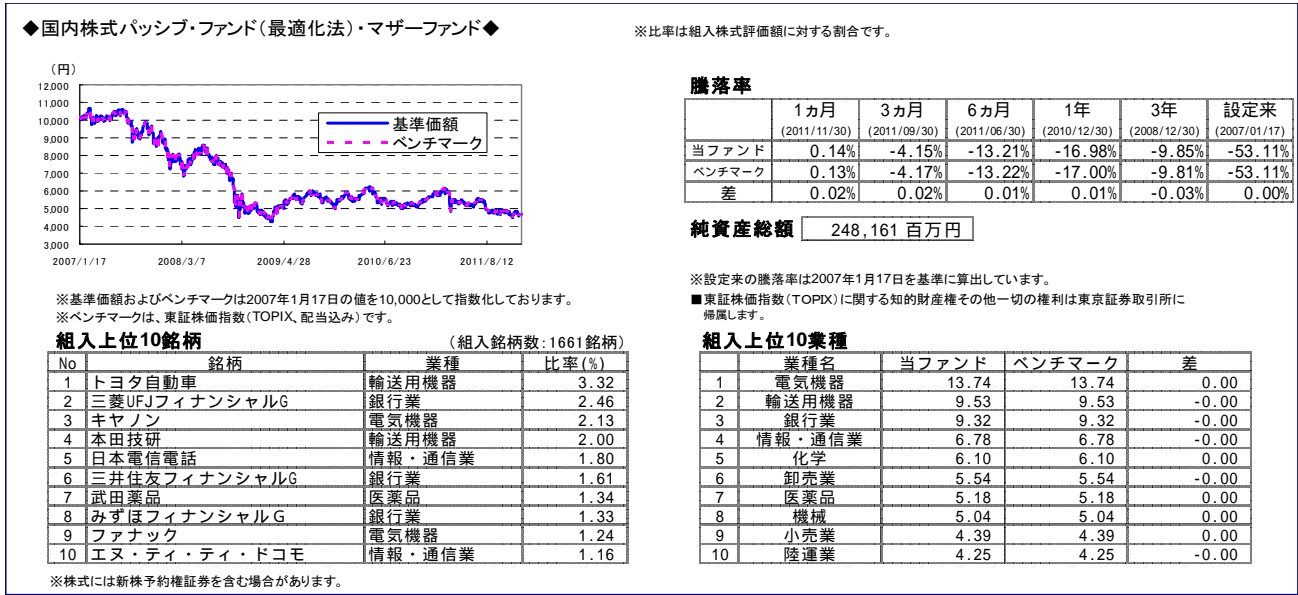 ◆国内株式パッシブ・ファンド(最適化法)・マザーファンド◆
※比率は組入株式評価額に対する割合です。
(円)
12,000
11,000
10,000
9,000
8,000
7,000
6,000
5,000
4,000
3,000
基準価額
ベンチマーク
2007/1/17 2008/3/7 2009/4/28 2010/6/23 2011/8/12
※基準価額およびベンチマークは2007年1月17日の値を10,000として指数化しております。
※ベンチマークは、東証株価指数(TOPIX、配当込み)です。
騰落率
1ヵ月 3ヵ月 6ヵ月 1年 3年 設定来
(2011/11/30) (2011/09/30) (2011/06/30) (2010/12/30) (2008/12/30) (2007/01/17)
当ファンド 0.14% -4.15% -13.21% -16.98% -9.85% -53.11%
ベンチマーク 0.13% -4.17% -13.22% -17.00% -9.81% -53.11%
差 0.02% 0.02% 0.01% 0.01% -0.03% 0.00%
純資産総額 248,161 百万円
※設定来の騰落率は2007年1月17日を基準に算出しています。
■東証株価指数(TOPIX)に関する知的財産権その他一切の権利は東京証券取引所に
帰属します。
組入上位10銘柄 (組入銘柄数:1661銘柄)
No 銘柄 業種 比率(%)
1 トヨタ自動車 輸送用機器 3.32
2 三菱UFJフィナンシャルG 銀行業 2.46
3 キヤノン 電気機器 2.13
4 本田技研 輸送用機器 2.00
5 日本電信電話 情報・通信業 1.80
6 三井住友フィナンシャルG 銀行業 1.61
7 武田薬品 医薬品 1.34
8 みずほフィナンシャルG 銀行業 1.33
9 ファナック 電気機器 1.24
10 エヌ・ティ・ティ・ドコモ 情報・通信業 1.16
※株式には新株予約権証券を含む場合があります。
組入上位10業種
業種名 当ファンド ベンチマーク 差
1 電気機器 13.74 13.74 0.00
2 輸送用機器 9.53 9.53 -0.00
3 銀行業 9.32 9.32 -0.00
4 情報・通信業 6.78 6.78 -0.00
5 化学 6.10 6.10 0.00
6 卸売業 5.54 5.54 -0.00
7 医薬品 5.18 5.18 0.00
8 機械 5.04 5.04 0.00
9 小売業 4.39 4.39 0.00
10 陸運業 4.25 4.25 -0.00